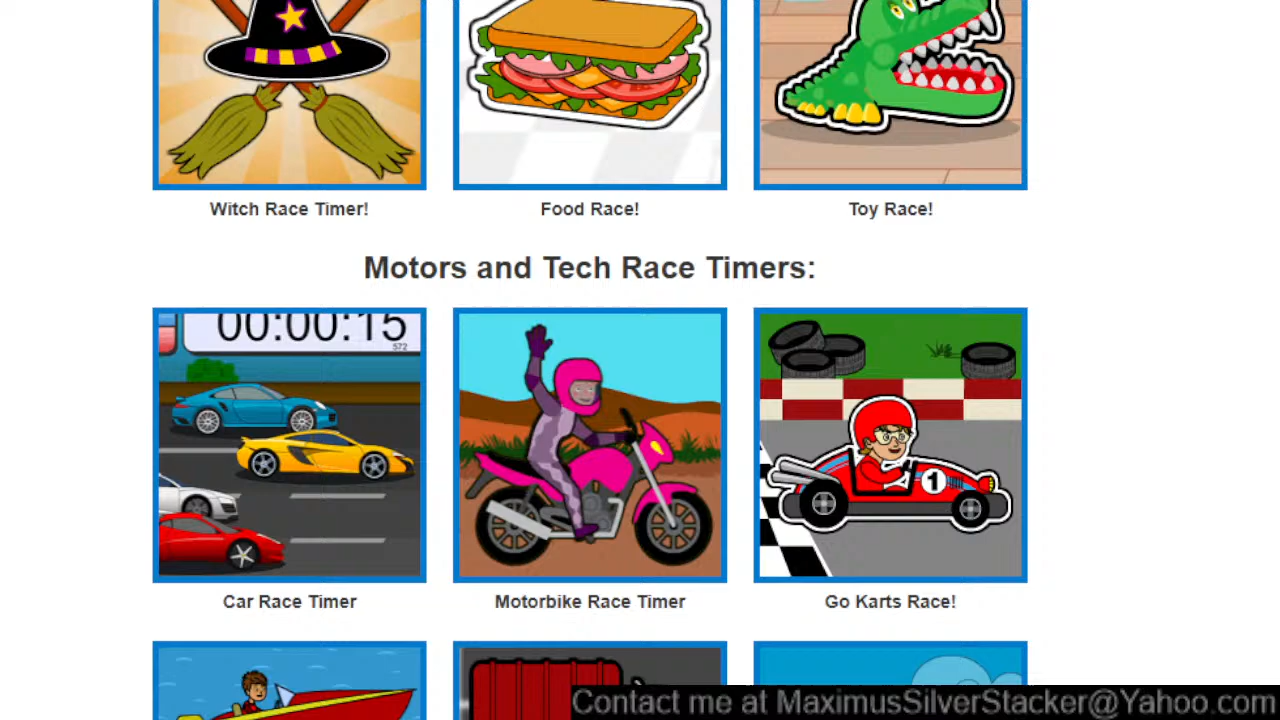 Witch Race Timer!
Food Race!
Toy Race!
Motors and Tech Race Timers:
00:00:15
572
1
Car Race Timer
Motorbike Race Timer
Go Karts Race!
Contact me at MaximusSilverStacker@Yahoo.com